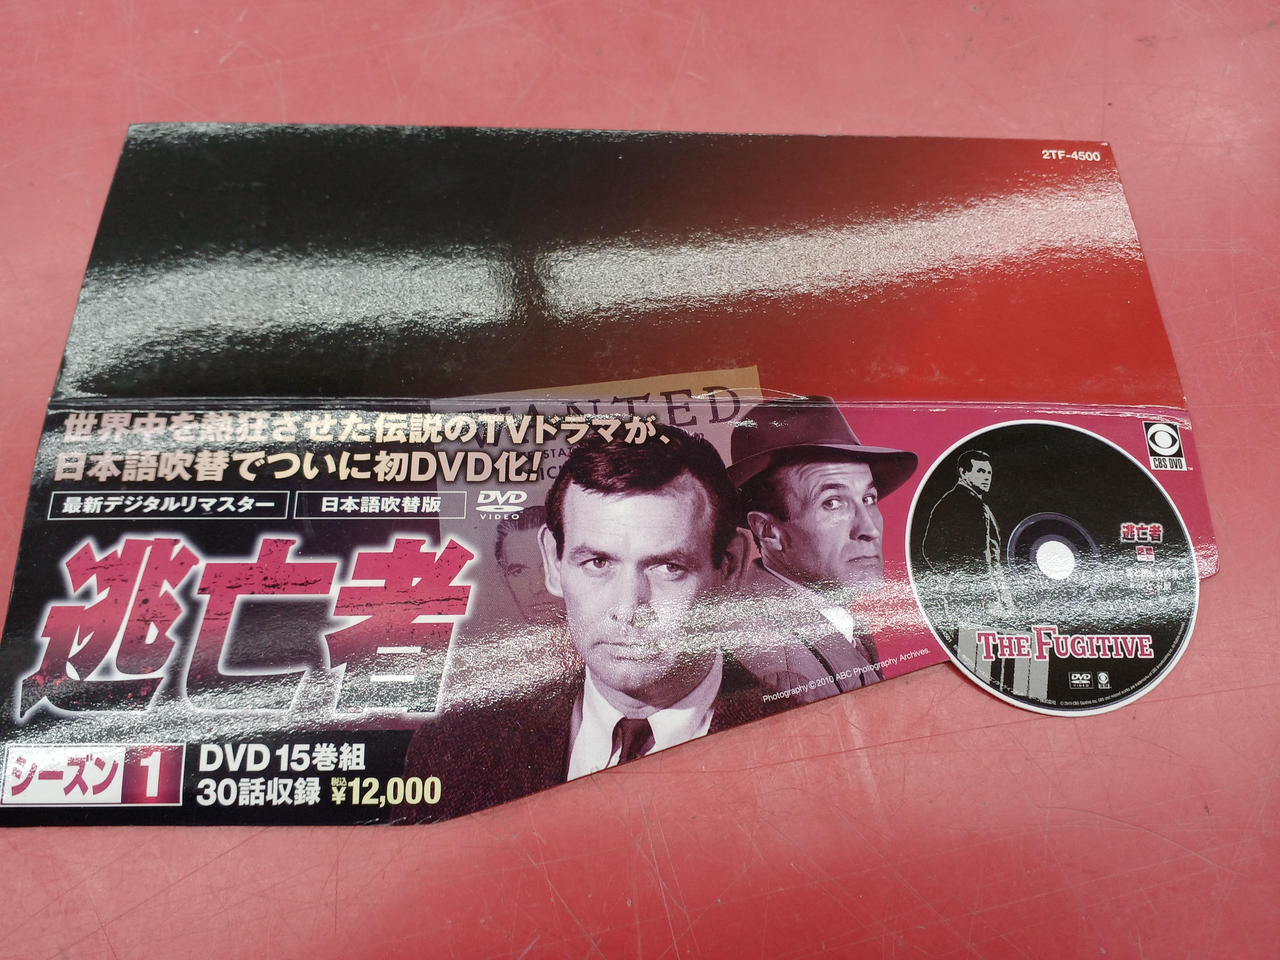 2TF-4500
WANTED
世界中を熱狂させた伝説のTVドラマが、
日本語吹替でついに初DVD化!
最新デジタルリマスター
日本語吹替版
DVD
VIDEO
逃亡者
シーズン 1
DVD 15巻組
30話収録 税込¥12,000
Photography©2010 ABC Photography Archives.
CBS DVD
逃亡者
THE FUGITIVE
DVD
VIDEO